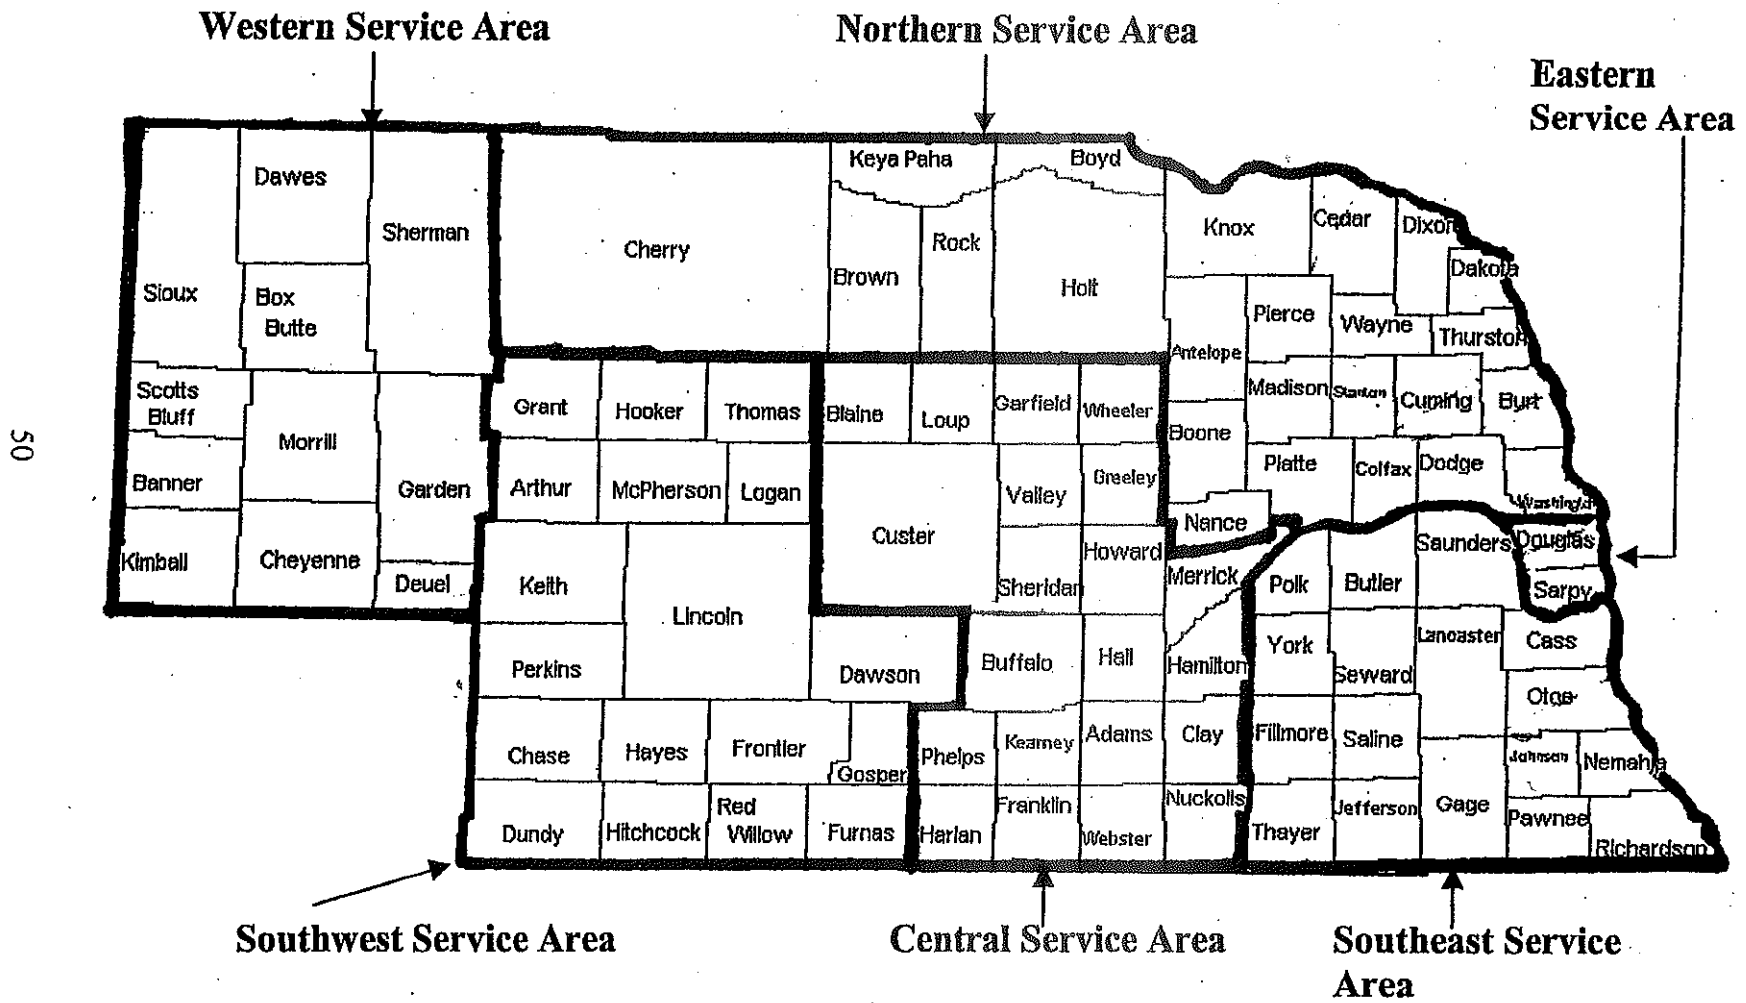 Western Service Area
Northern Service Area
Eastern
Service Area
Keya Paha
Boyd
Dawes
Sherman
Cherry
Rock
Knox
Cedar
Dixon
Sioux
Box
Butte
Brown
Holt
Dakota
Pierce
Wayne
Thurston
Antelope
Scotts
Bluff
Grant
Hooker
Thomas
Blaine
Loup
Garfield
Wheeler
Madison
Stanton
Cuming
Burt
Morrill
Boone
50
Banner
Garden
Arthur
McPherson
Logan
Valley
Greeley
Platte
Colfax
Dodge
Washingt
Nance
Custer
Kimball
Cheyenne
Deuel
Keith
Lincoln
Sheridan
Howard
Merrick
Polk
Butler
Saunders
Douglas
Sarpy
Perkins
Dawson
Buffalo
Hall
Hamilton
York
Seward
Lancaster
Cass
Otoe
Chase
Hayes
Frontier
Gosper
Phelps
Kearney
Adams
Clay
Fillmore
Saline
Johnson
Nemaha
Dundy
Hitchcock
Red
Willow
Furnas
Harlan
Franklin
Webster
Nuckolls
Thayer
Jefferson
Gage
Pawnee
Richardson
Southwest Service Area
Central Service Area
Southeast Service
Area